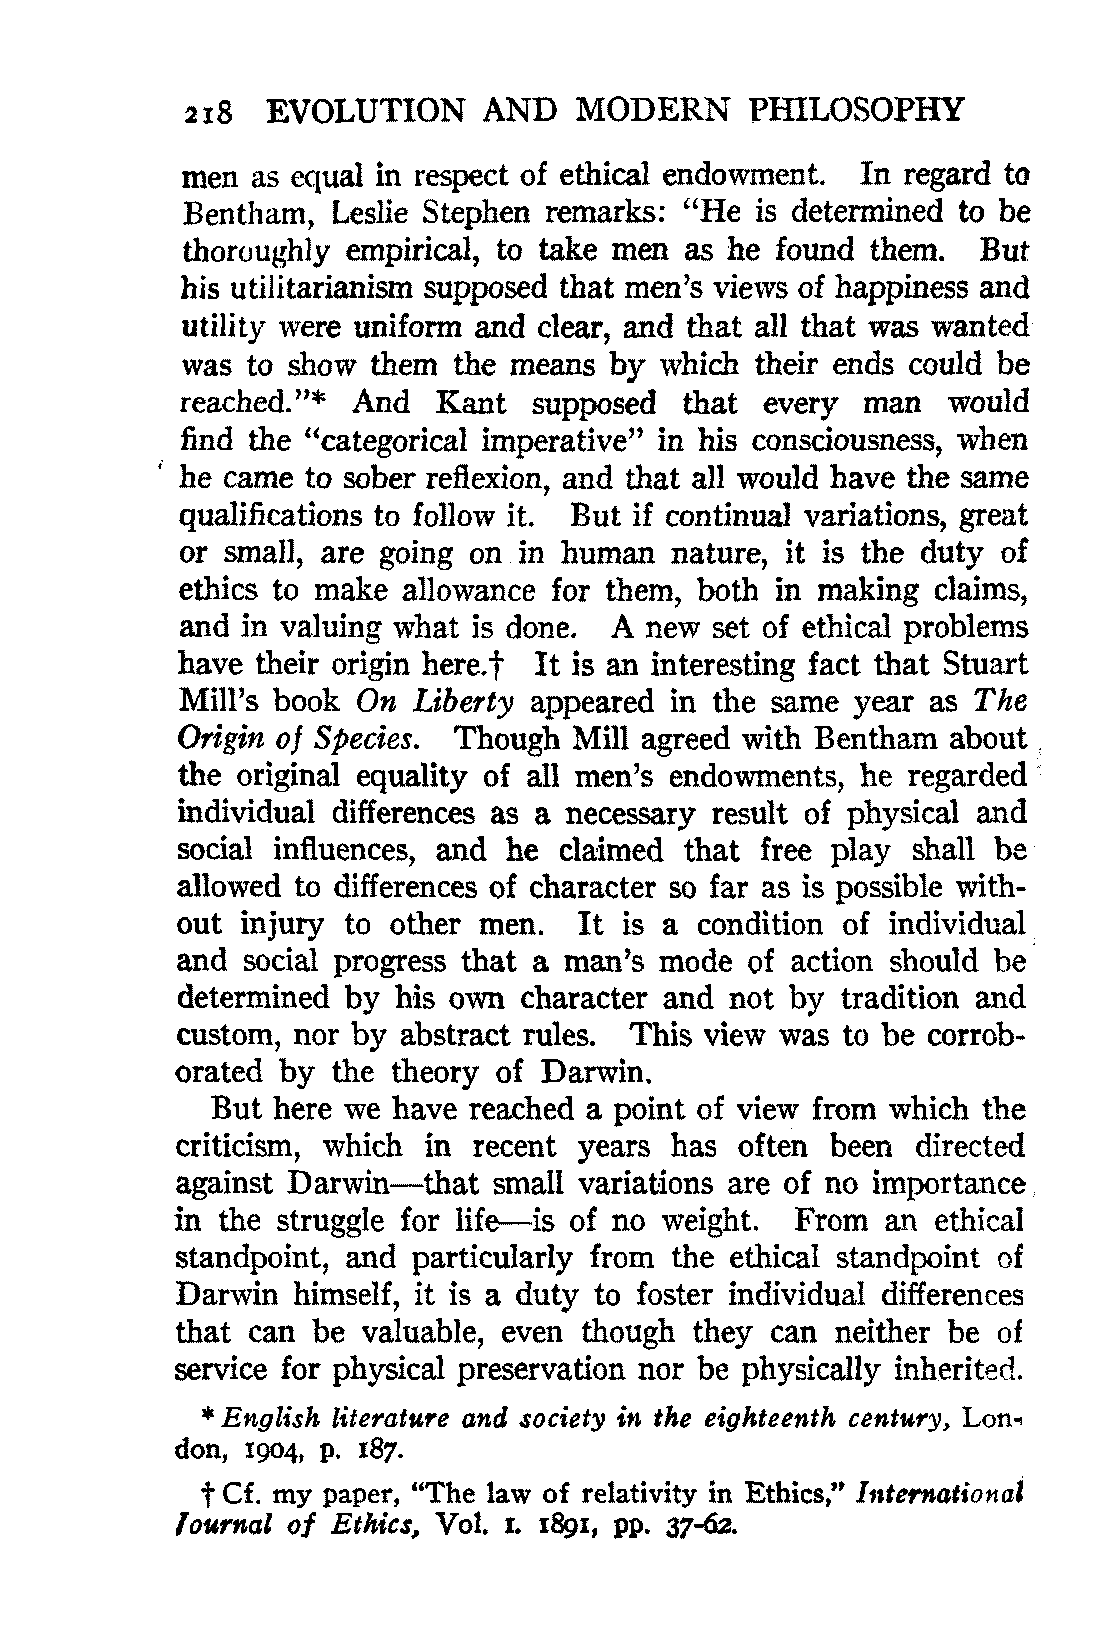 218 EVOLUTION AND MODERN PHILOSOPHY
men as equal in respect of ethical endowment. In regard to
Bentham, Leslie Stephen remarks: “He is determined to be
thoroughly empirical, to take men as he found them. But
his utilitarianism supposed that men’s views of happiness and
utility were uniform and clear, and that all that was wanted
was to show them the means by which their ends could be
reached.”* And Kant supposed that every man would
find the “categorical imperative” in his consciousness, when
he came to sober reflexion, and that all would have the same
qualifications to follow it. But if continual variations, great
or small, are going on in human nature, it is the duty of
ethics to make allowance for them, both in making claims,
and in valuing what is done. A new set of ethical problems
have their origin here.† It is an interesting fact that Stuart
Mill’s book On Liberty appeared in the same year as The
Origin of Species. Though Mill agreed with Bentham about
the original equality of all men’s endowments, he regarded
individual differences as a necessary result of physical and
social influences, and he claimed that free play shall be
allowed to differences of character so far as is possible with-
out injury to other men. It is a condition of individual
and social progress that a man’s mode of action should be
determined by his own character and not by tradition and
custom, nor by abstract rules. This view was to be corrob-
orated by the theory of Darwin.
But here we have reached a point of view from which the
criticism, which in recent years has often been directed
against Darwin—that small variations are of no importance
in the struggle for life—is of no weight. From an ethical
standpoint, and particularly from the ethical standpoint of
Darwin himself, it is a duty to foster individual differences
that can be valuable, even though they can neither be of
service for physical preservation nor be physically inherited.
* English literature and society in the eighteenth century, Lon-
don, 1904, p. 187.
† Cf. my paper, “The law of relativity in Ethics,” International
Journal of Ethics, Vol. I. 1891, pp. 37-62.